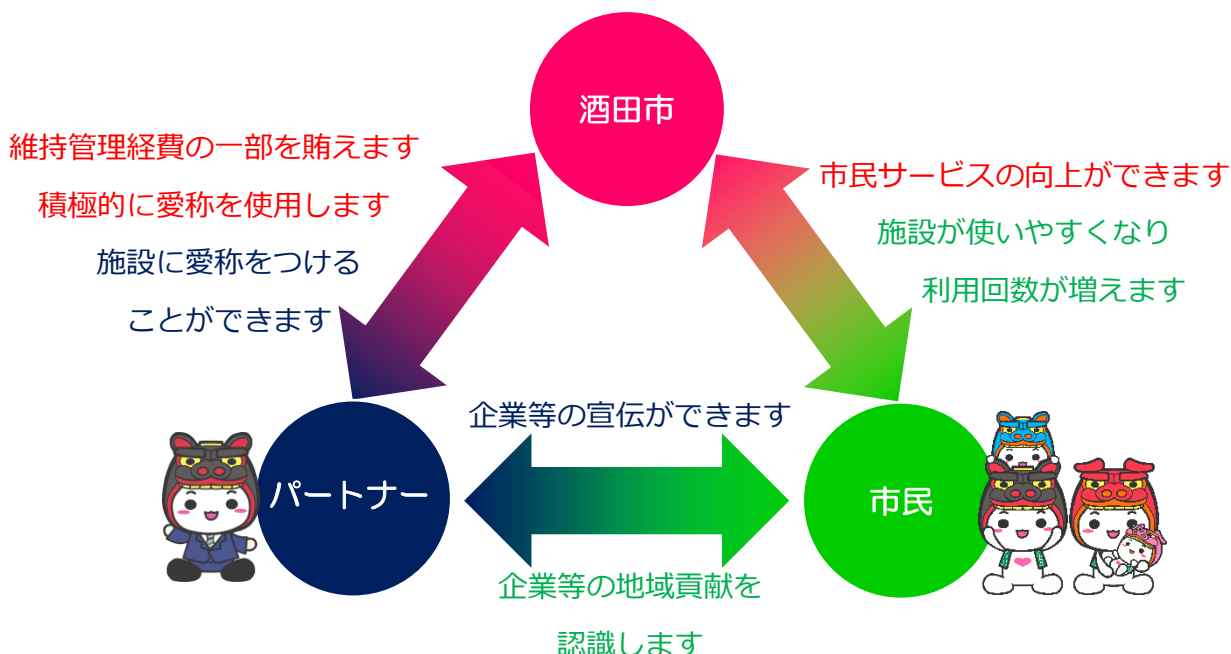 酒田市
維持管理経費の一部を賄えます
積極的に愛称を使用します
施設に愛称をつける
ことができます
市民サービスの向上ができます
施設が使いやすくなり
利用回数が増えます
企業等の宣伝ができます
パートナー
市民
企業等の地域貢献を
認識します